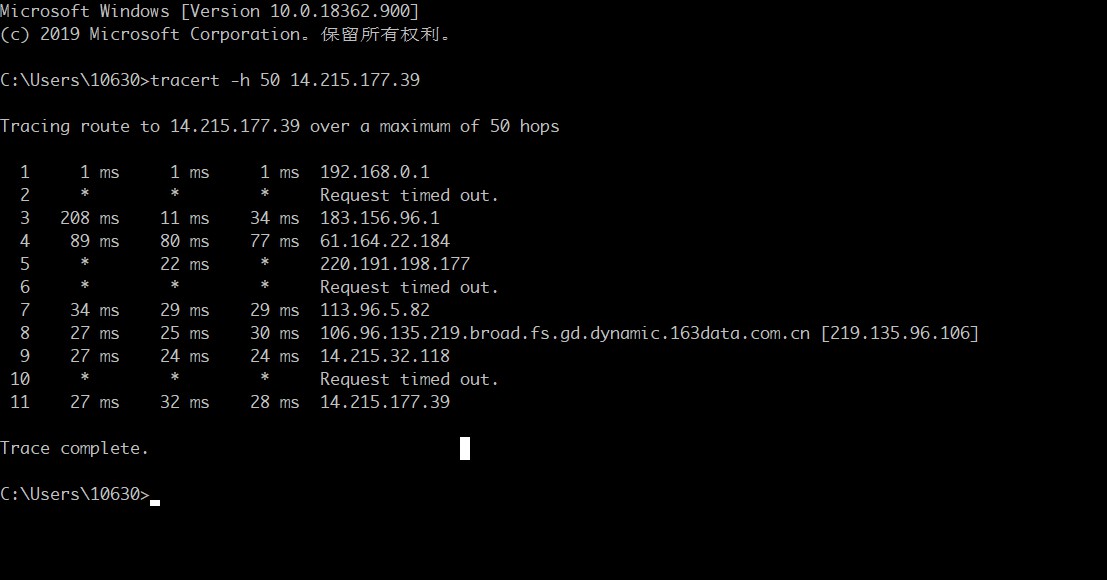 Microsoft Windows [Version 10.0.18362.900]
(c) 2019 Microsoft Corporation。保留所有权利。
C:\Users\10630>tracert -h 50 14.215.177.39
Tracing route to 14.215.177.39 over a maximum of 50 hops
1 1 ms 1 ms 1 ms 192.168.0.1
2 * * * Request timed out.
3 208 ms 11 ms 34 ms 183.156.96.1
4 89 ms 80 ms 77 ms 61.164.22.184
5 * 22 ms * 220.191.198.177
6 * * * Request timed out.
7 34 ms 29 ms 29 ms 113.96.5.82
8 27 ms 25 ms 30 ms 106.96.135.219.broad.fs.gd.dynamic.163data.com.cn [219.135.96.106]
9 27 ms 24 ms 24 ms 14.215.32.118
10 * * * Request timed out.
11 27 ms 32 ms 28 ms 14.215.177.39
Trace complete.
C:\Users\10630>